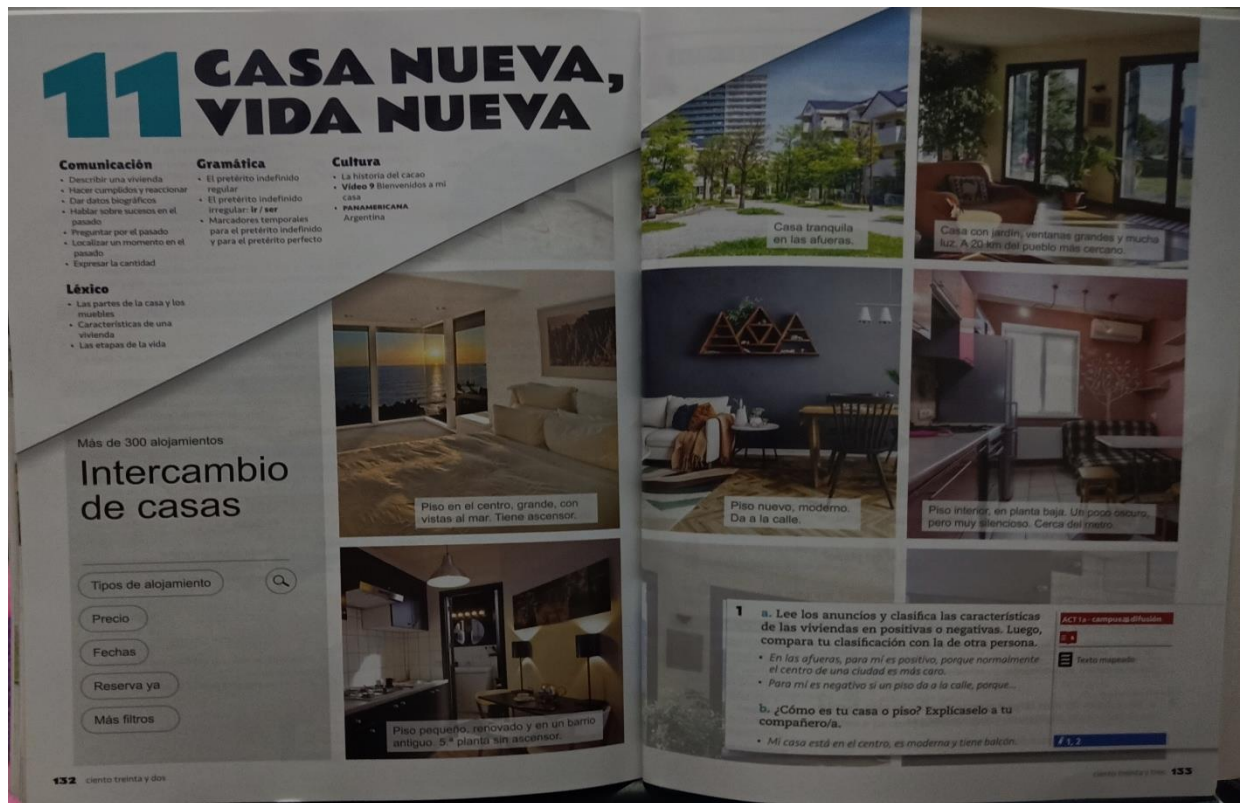 11
CASA NUEVA,
VIDA NUEVA
Comunicación
• Describir una vivienda
• Hacer cumplidos y reaccionar
• Dar datos biográficos
• Hablar sobre sucesos en el
pasado
• Preguntar por el pasado
• Localizar un momento en el
pasado
• Expresar la cantidad
Gramática
• El pretérito indefinido
regular
• El pretérito indefinido
irregular: ir / ser
• Marcadores temporales
para el pretérito indefinido
y para el pretérito perfecto
Cultura
• La historia del cacao
• Vídeo 9 Bienvenidos a mi
casa
• PANAMERICANA
Argentina
Léxico
• Las partes de la casa y los
muebles
• Características de una
vivienda
• Las etapas de la vida
Más de 300 alojamientos
Intercambio
de casas
Tipos de alojamiento
Precio
Fechas
Reserva ya
Más filtros
Piso en el centro, grande, con
vistas al mar. Tiene ascensor.
Piso pequeño, renovado y en un barrio
antiguo. 5.ª planta sin ascensor.
132 ciento treinta y dos
Casa tranquila
en las afueras.
Casa con jardín, ventanas grandes y mucha
luz. A 20 km del pueblo más cercano.
Piso nuevo, moderno.
Da a la calle.
Piso interior, en planta baja. Un poco oscuro,
pero muy silencioso. Cerca del metro.
1 a. Lee los anuncios y clasifica las características
de las viviendas en positivas o negativas. Luego,
compara tu clasificación con la de otra persona.
• En las afueras, para mí es positivo, porque normalmente
el centro de una ciudad es más caro.
• Para mí es negativo si un piso da a la calle, porque...
b. ¿Cómo es tu casa o piso? Explícaselo a tu
compañero/a.
• Mi casa está en el centro, es moderna y tiene balcón.
ACT 1a - campus difusión
Texto mapeado
1, 2
ciento treinta y tres 133